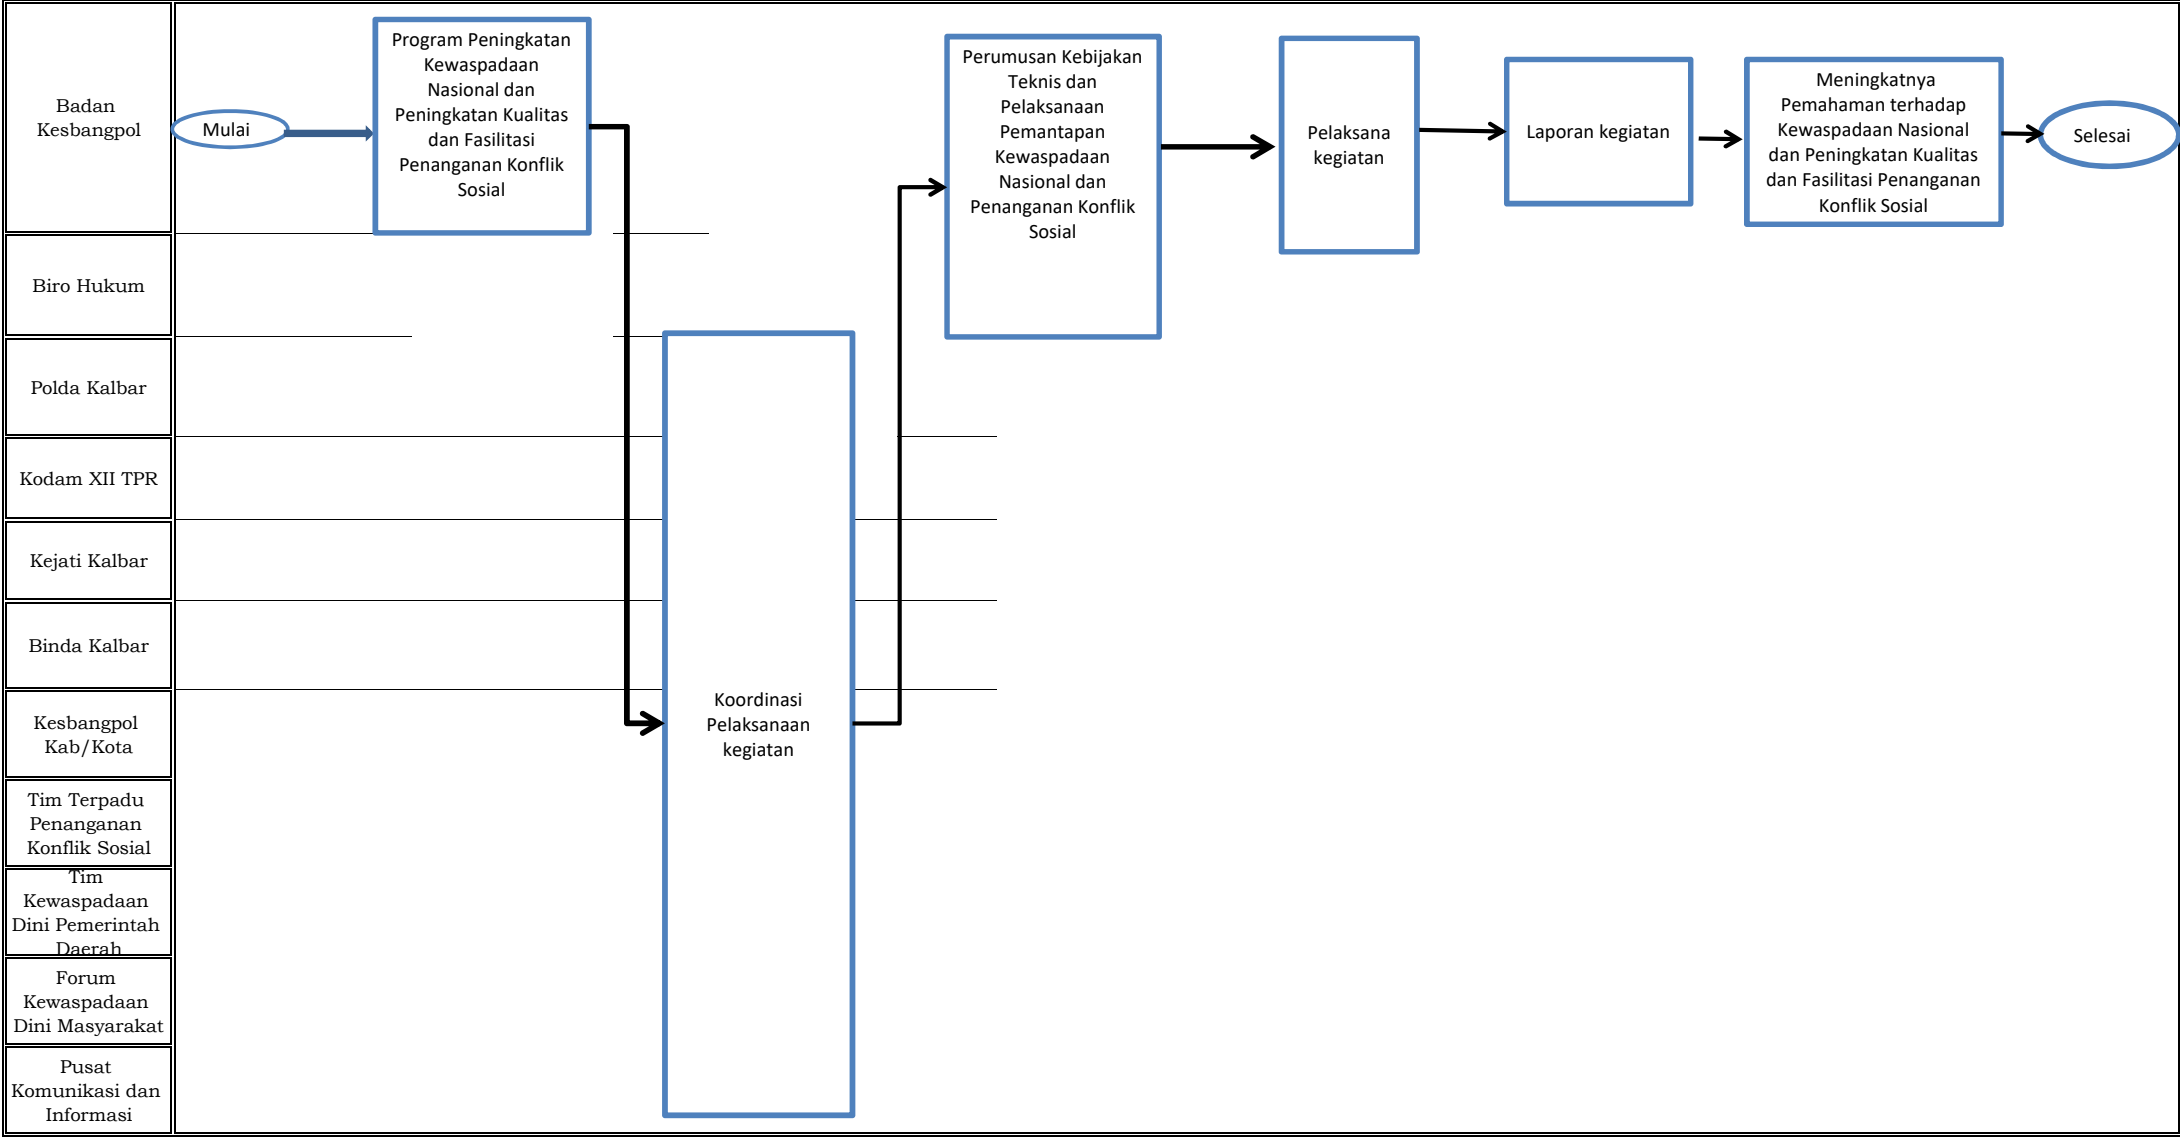 Badan
Kesbangpol
Mulai
Program Peningkatan
Kewaspadaan
Nasional dan
Peningkatan Kualitas
dan Fasilitasi
Penanganan Konflik
Sosial
Perumusan Kebijakan
Teknis dan
Pelaksanaan
Pemantapan
Kewaspadaan
Nasional dan
Penanganan Konflik
Sosial
Pelaksana
kegiatan
Laporan kegiatan
Meningkatnya
Pemahaman terhadap
Kewaspadaan Nasional
dan Peningkatan Kualitas
dan Fasilitasi Penanganan
Konflik Sosial
Selesai
Biro Hukum
Polda Kalbar
Kodam XII TPR
Kejati Kalbar
Binda Kalbar
Kesbangpol
Kab/Kota
Koordinasi
Pelaksanaan
kegiatan
Tim Terpadu
Penanganan
Konflik Sosial
Tim
Kewaspadaan
Dini Pemerintah
Daerah
Forum
Kewaspadaan
Dini Masyarakat
Pusat
Komunikasi dan
Informasi